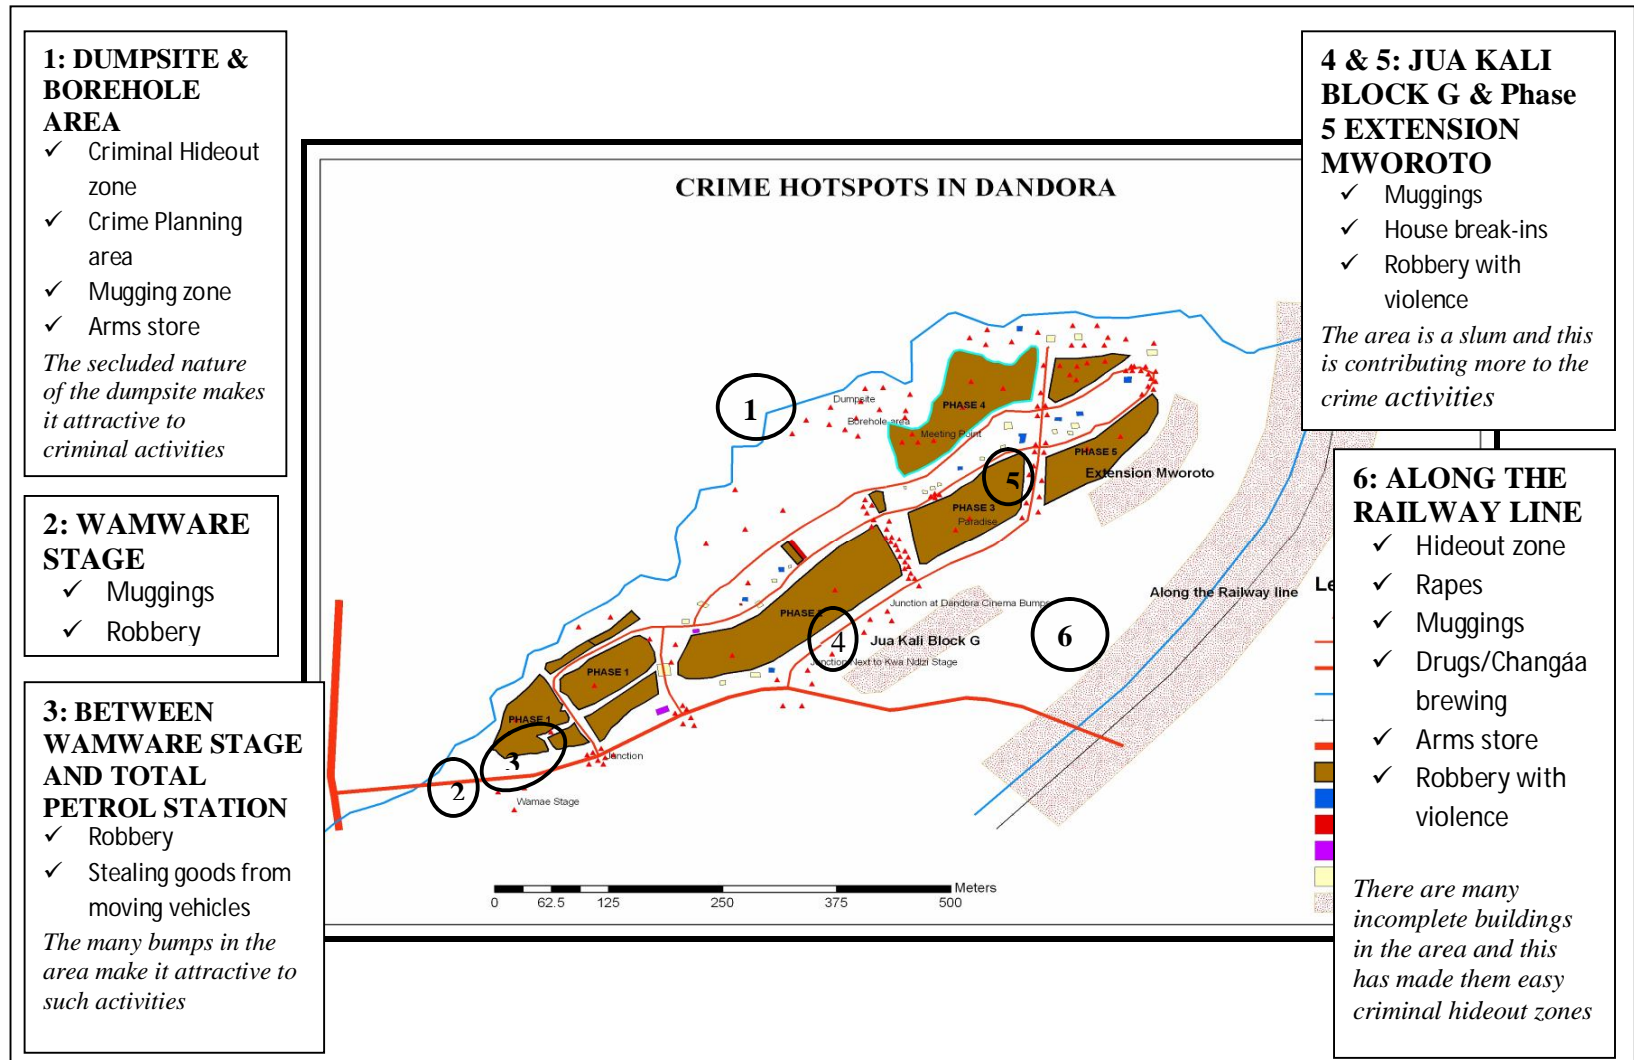 1: DUMPSITE &
BOREHOLE
AREA
✓ Criminal Hideout
zone
✓ Crime Planning
area
✓ Mugging zone
✓ Arms store
The secluded nature
of the dumpsite makes
it attractive to
criminal activities
2: WAMWARE
STAGE
✓ Muggings
✓ Robbery
3: BETWEEN
WAMWARE STAGE
AND TOTAL
PETROL STATION
✓ Robbery
✓ Stealing goods from
moving vehicles
The many bumps in the
area make it attractive to
such activities
CRIME HOTSPOTS IN DANDORA
1
Dumpsite
Borehole area
PHASE 4
Meeting Point
PHASE 5
Extension Mworoto
5
PHASE 3
Paradise
Along the Railway line
Le
Junction at Dandora Cinema Bumps
PHASE 2
4
Jua Kali Block G
6
Junction Next to Kwa Ndizi Stage
PHASE 1
PHASE 1
3
Junction
2
Wamae Stage
Meters
0 62.5 125 250 375 500
4 & 5: JUA KALI
BLOCK G & Phase
5 EXTENSION
MWOROTO
✓ Muggings
✓ House break-ins
✓ Robbery with
violence
The area is a slum and this
is contributing more to the
crime activities
6: ALONG THE
RAILWAY LINE
✓ Hideout zone
✓ Rapes
✓ Muggings
✓ Drugs/Changáa
brewing
✓ Arms store
✓ Robbery with
violence
There are many
incomplete buildings
in the area and this
has made them easy
criminal hideout zones